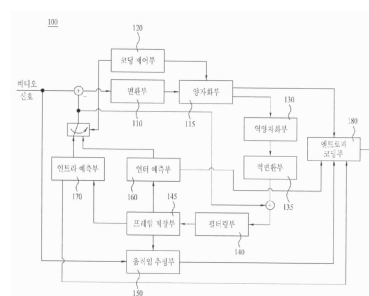 100
120
코딩 제어부
비디오
신호
변환부
110
양자화부
115
130
역양자화부
180
엔트로피
코딩부
역변환부
135
인트라 예측부
170
인터 예측부
160
145
프레임 저장부
필터링부
140
움직임 추정부
150